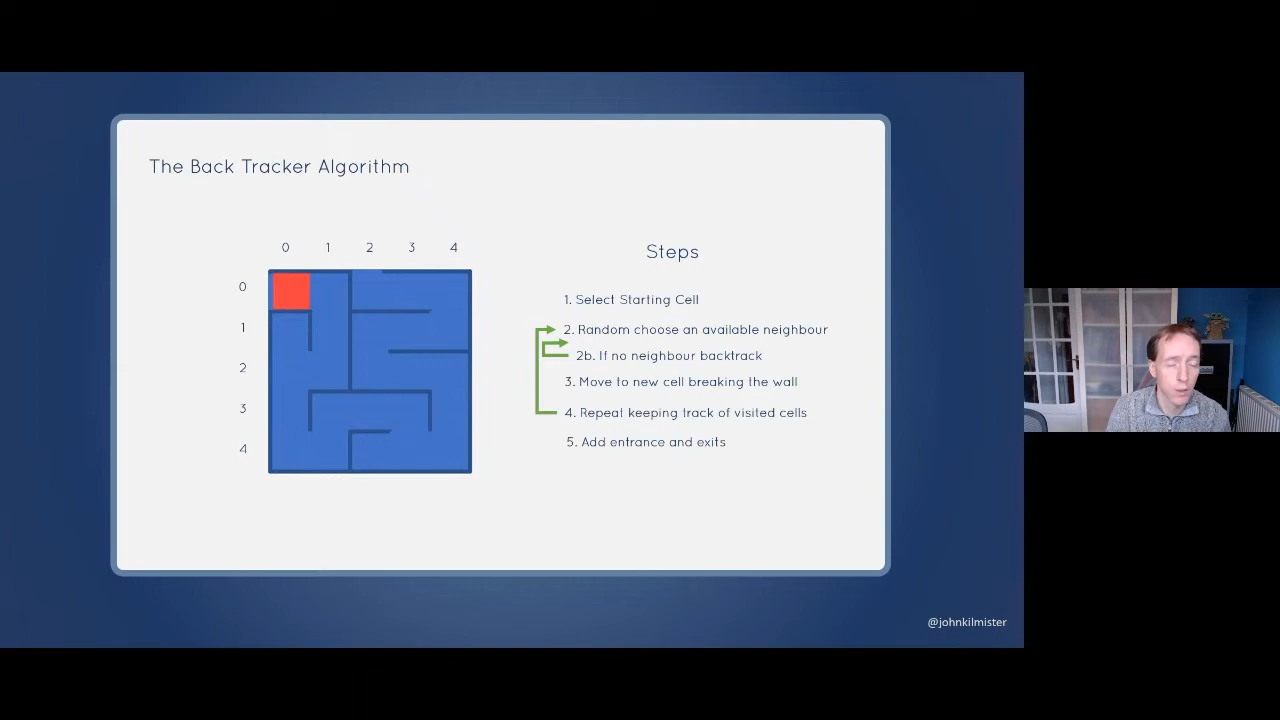 The Back Tracker Algorithm
0 1 2 3 4
0
1
2
3
4
Steps
1. Select Starting Cell
2. Random choose an available neighbour
2b. If no neighbour backtrack
3. Move to new cell breaking the wall
4. Repeat keeping track of visited cells
5. Add entrance and exits
@johnkilmister